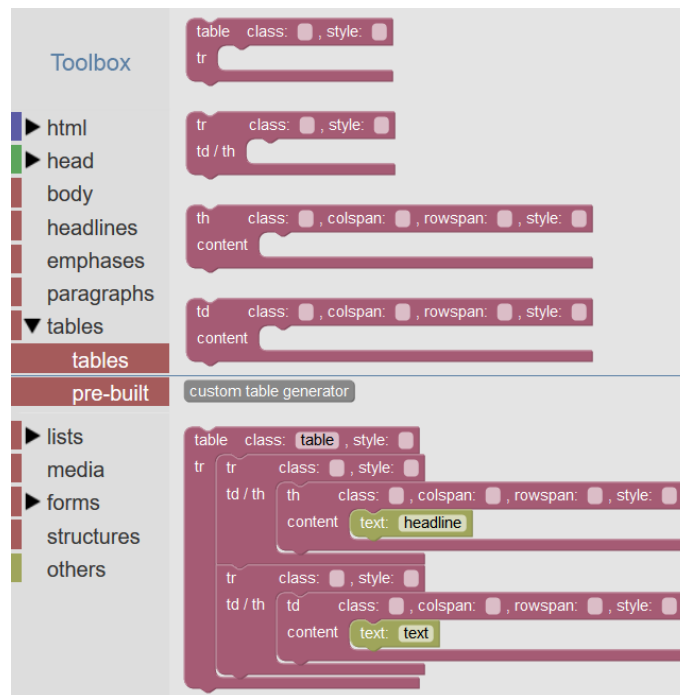 Toolbox
html
head
body
headlines
emphases
paragraphs
tables
tables
pre-built
lists
media
forms
structures
others
table class: , style:
tr
tr class: , style:
td / th
th class: , colspan: , rowspan: , style:
content
td class: , colspan: , rowspan: , style:
content
custom table generator
table class: table , style:
tr tr class: , style:
td / th th class: , colspan: , rowspan: , style:
content text: headline
tr class: , style:
td / th td class: , colspan: , rowspan: , style:
content text: text